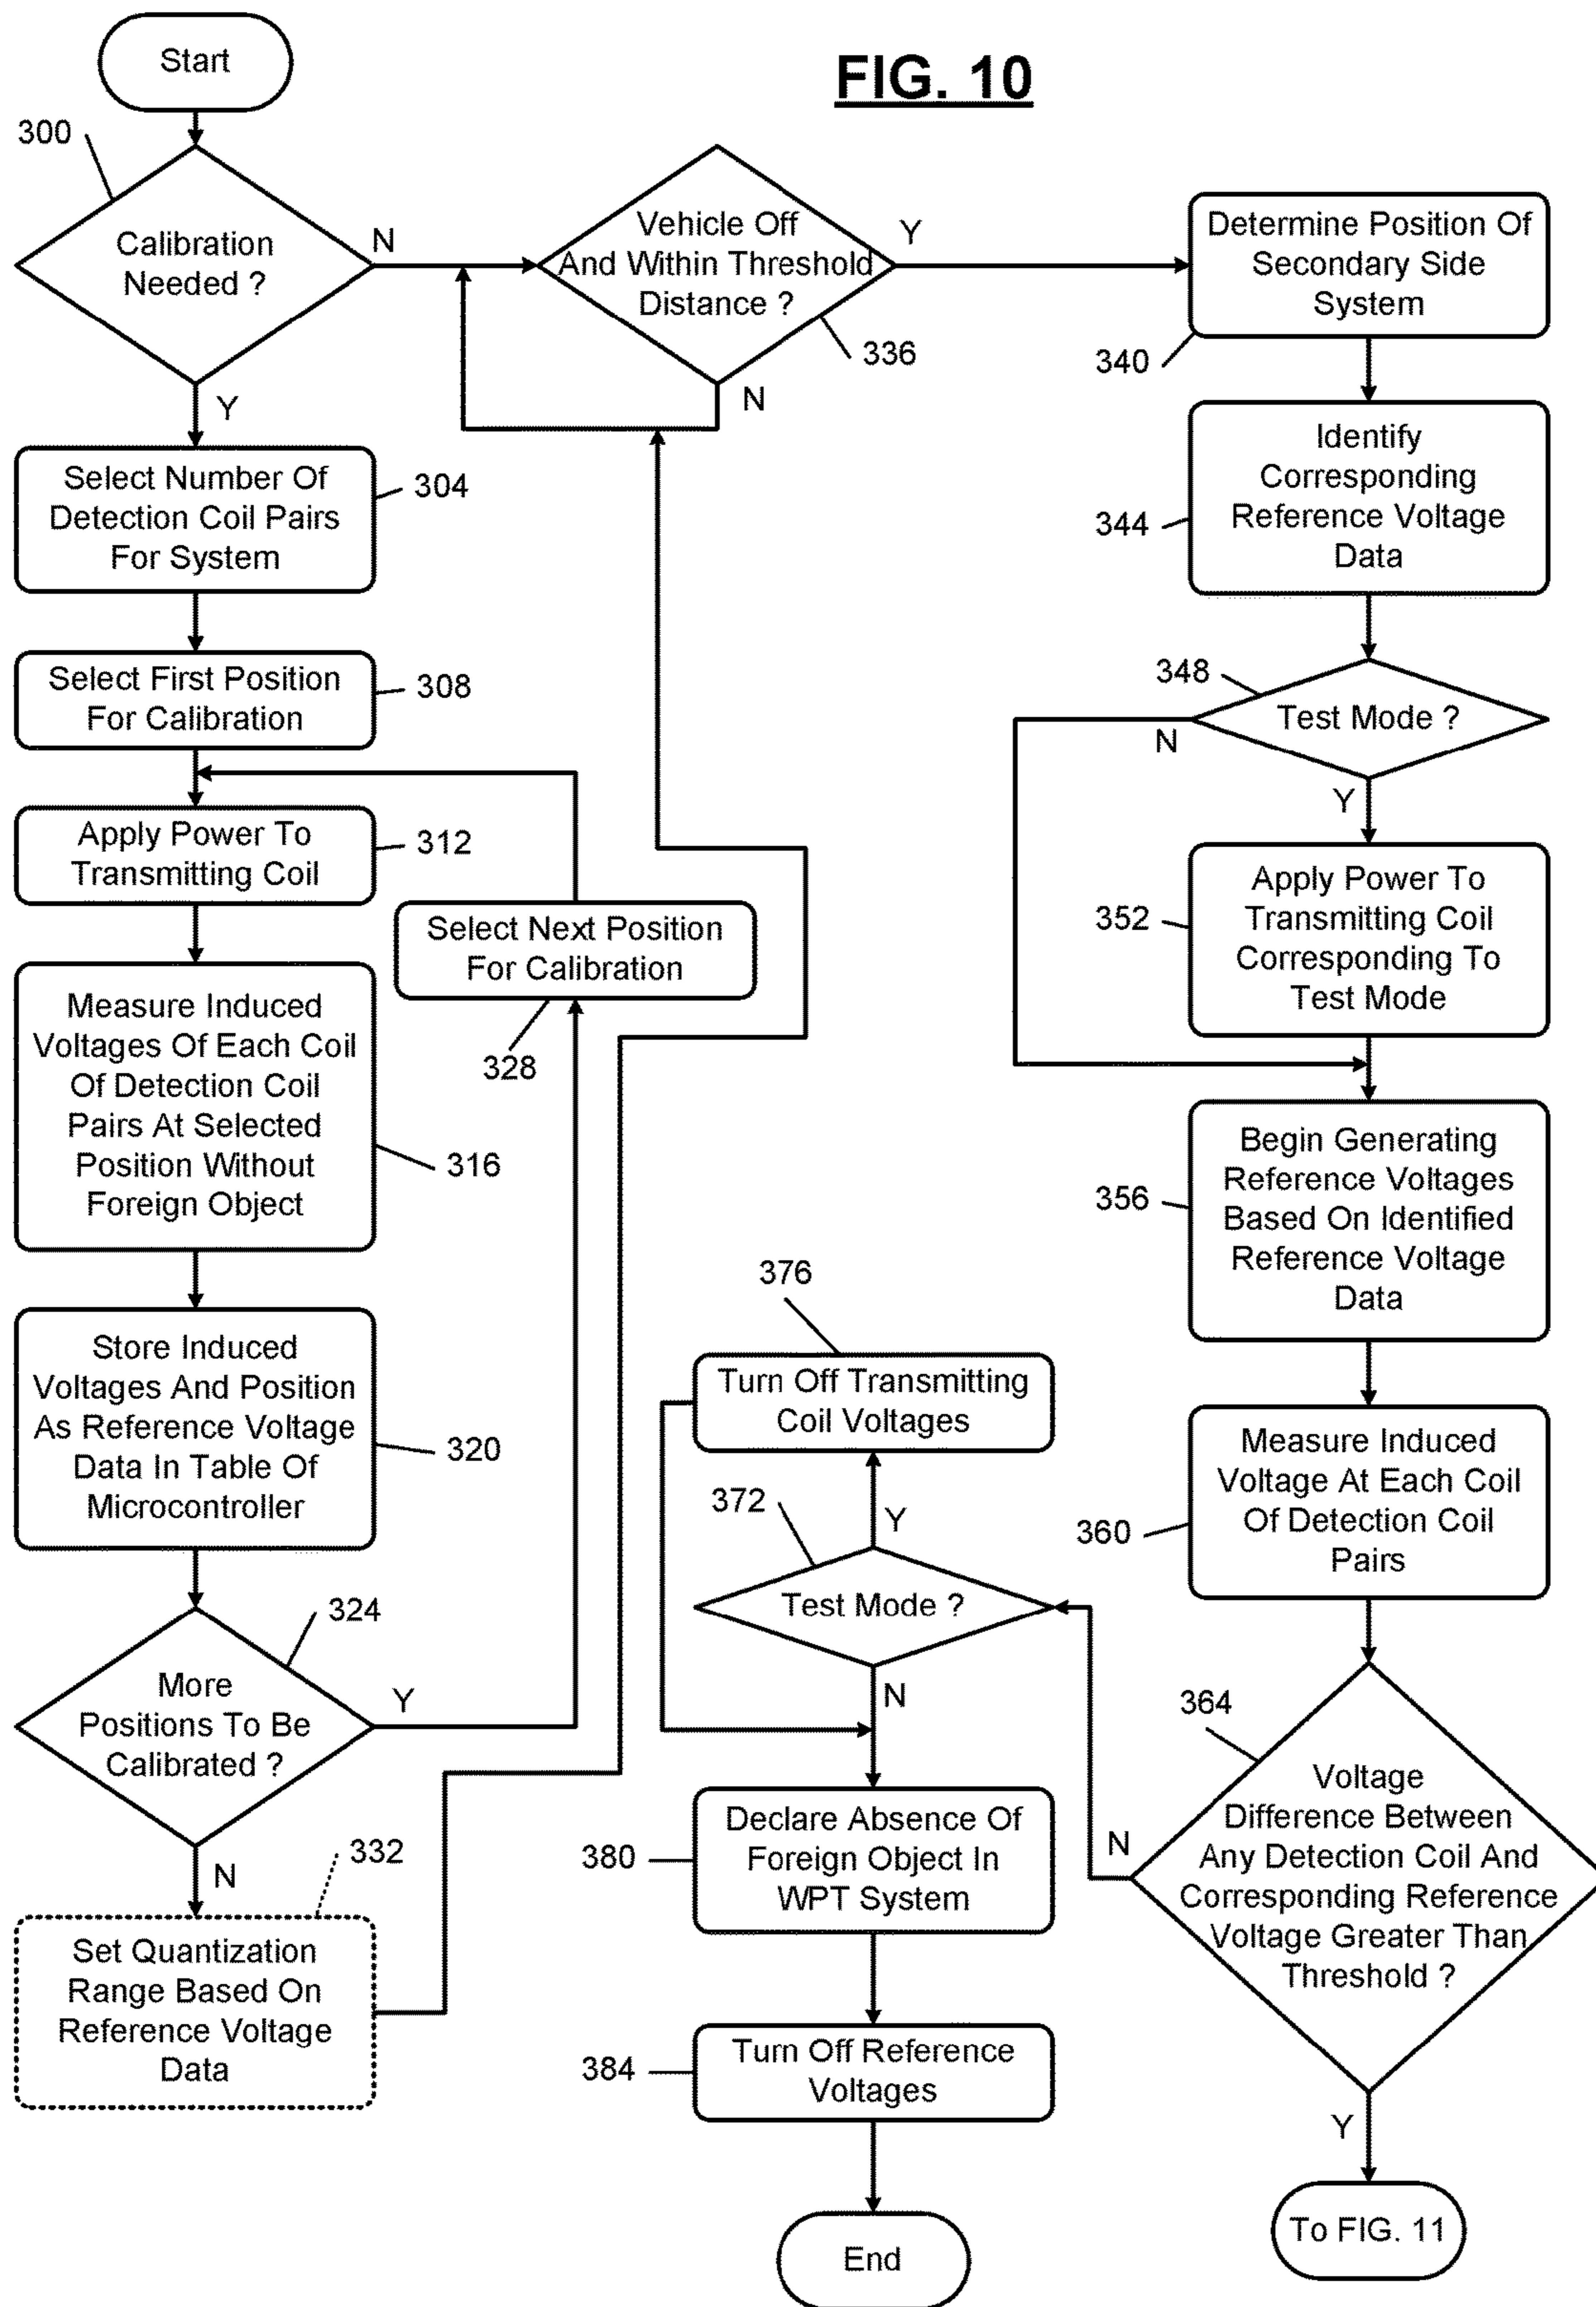 FIG. 10
Start
300
Calibration
Needed ?
N
Y
Select Number Of
Detection Coil Pairs
For System
304
Select First Position
For Calibration
308
Apply Power To
Transmitting Coil
312
Measure Induced
Voltages Of Each Coil
Of Detection Coil
Pairs At Selected
Position Without
Foreign Object
316
Store Induced
Voltages And Position
As Reference Voltage
Data In Table Of
Microcontroller
320
324
More
Positions To Be
Calibrated ?
Y
N
Select Next Position
For Calibration
328
332
Set Quantization
Range Based On
Reference Voltage
Data
Vehicle Off
And Within Threshold
Distance ?
336
Y
N
Determine Position Of
Secondary Side
System
340
Identify
Corresponding
Reference Voltage
Data
344
348
Test Mode ?
N
Y
Apply Power To
Transmitting Coil
Corresponding To
Test Mode
352
Begin Generating
Reference Voltages
Based On Identified
Reference Voltage
Data
356
Measure Induced
Voltage At Each Coil
Of Detection Coil
Pairs
360
364
Voltage
Difference Between
Any Detection Coil And
Corresponding Reference
Voltage Greater Than
Threshold ?
N
Y
To FIG. 11
372
Test Mode ?
Y
N
376
Turn Off Transmitting
Coil Voltages
380
Declare Absence Of
Foreign Object In
WPT System
384
Turn Off Reference
Voltages
End